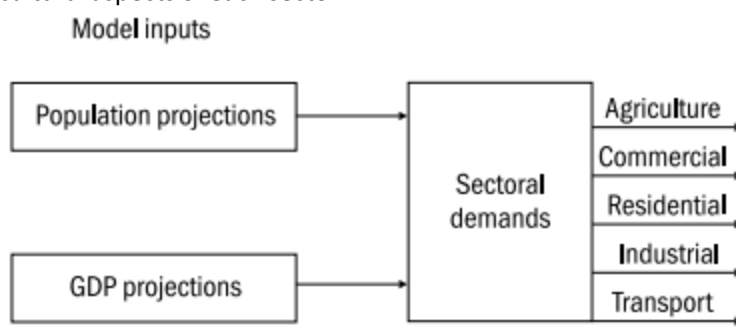 Model inputs
Population projections
GDP projections
Sectoral
demands
Agriculture
Commercial
Residential
Industrial
Transport